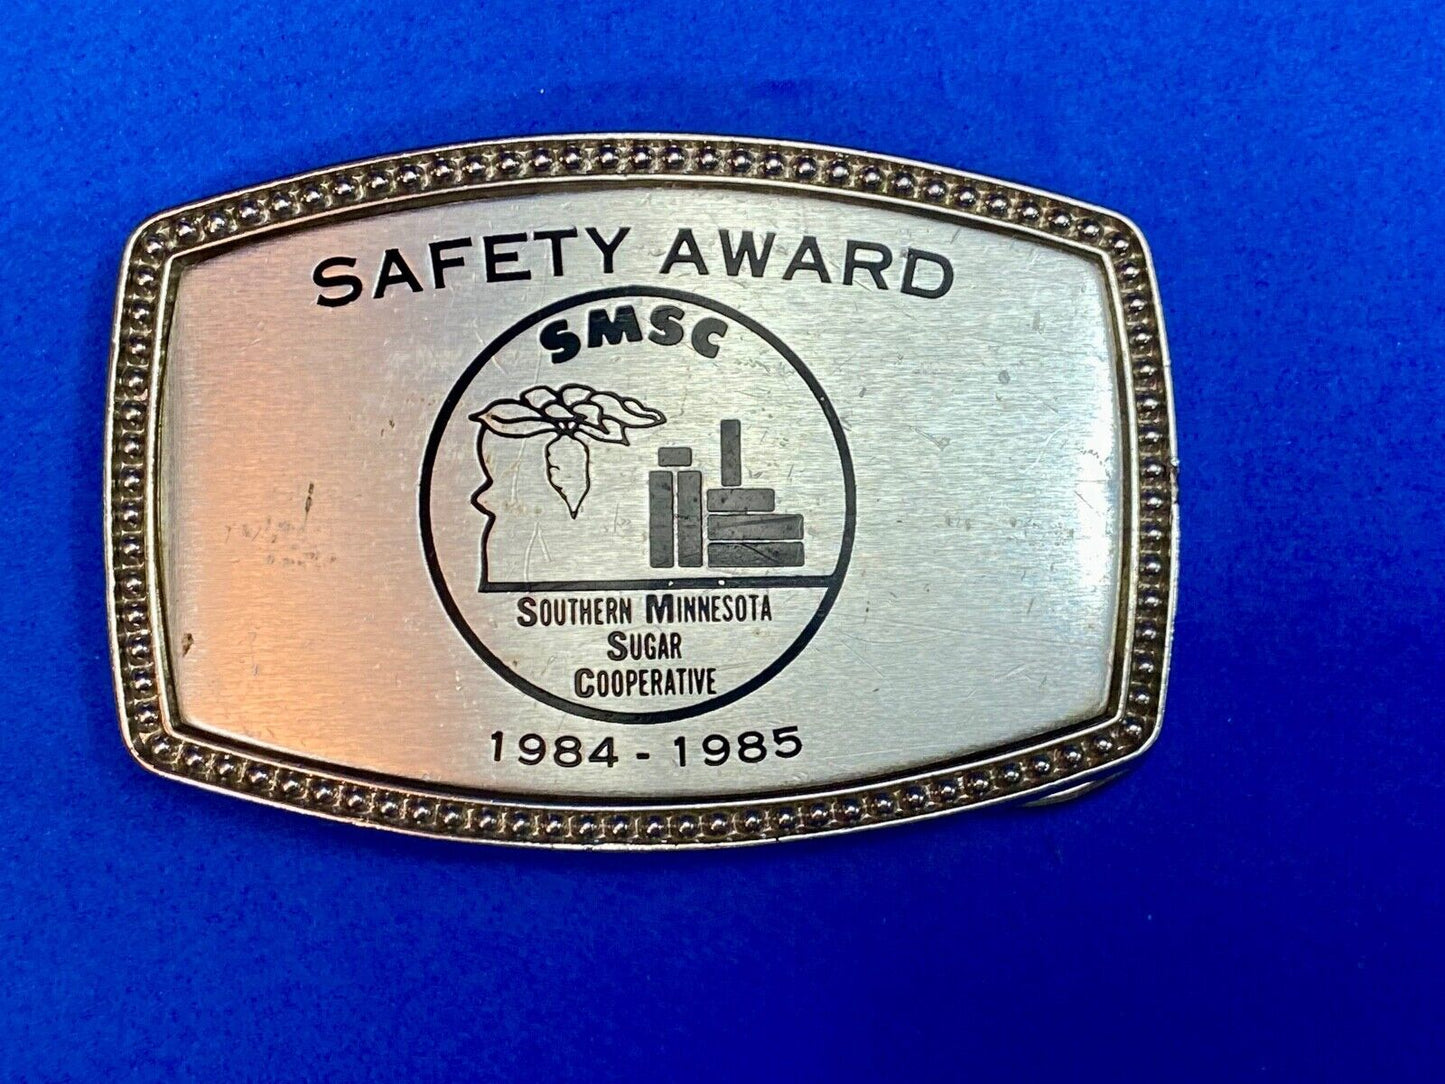 SAFETY AWARD
SMSC
SOUTHERN MINNESOTA
SUGAR
COOPERATIVE
1984 - 1985